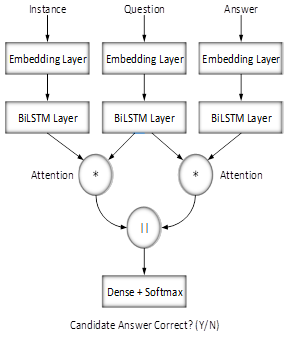 Instance Question Answer
Embedding Layer Embedding Layer Embedding Layer
BiLSTM Layer BiLSTM Layer BiLSTM Layer
Attention * * Attention
||
Dense + Softmax
Candidate Answer Correct? (Y/N)